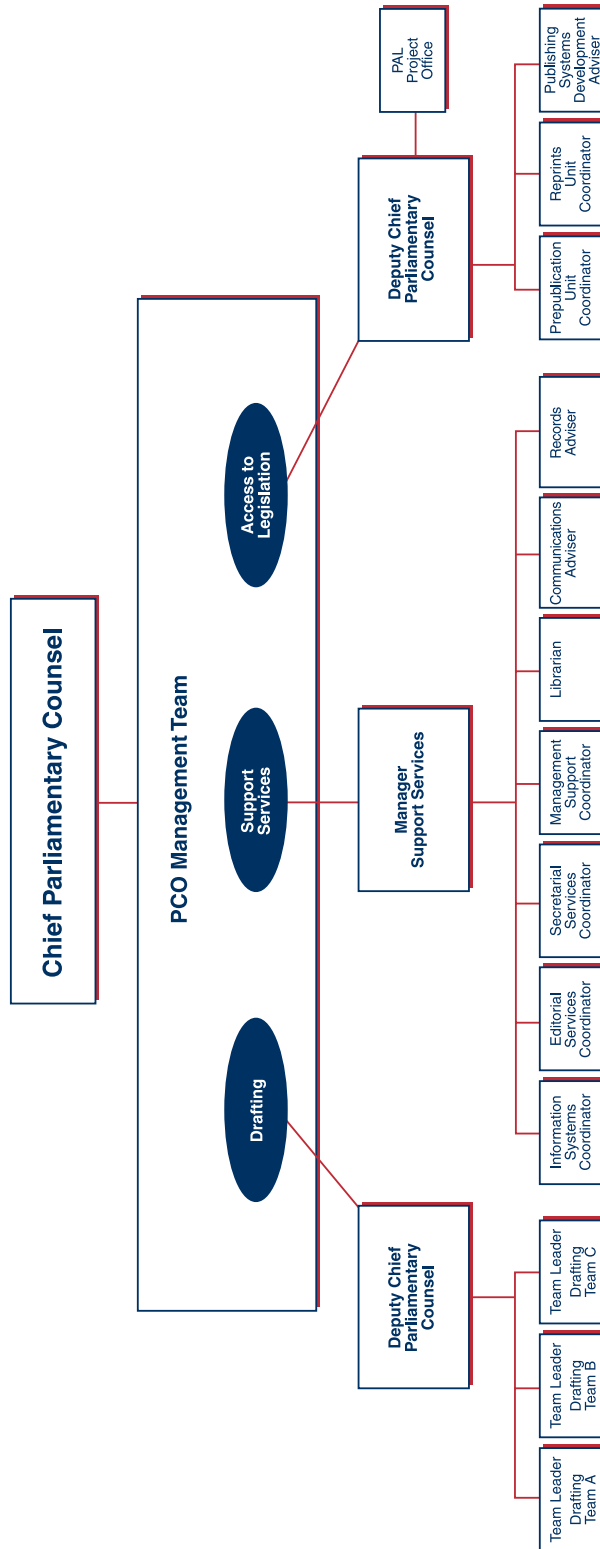 Chief Parliamentary Counsel
PCO Management Team
Drafting
Support
Services
Access to
Legislation
Deputy Chief
Parliamentary
Counsel
Manager
Support Services
Deputy Chief
Parliamentary
Counsel
PAL
Project
Office
Team Leader
Drafting
Team A
Team Leader
Drafting
Team B
Team Leader
Drafting
Team C
Information
Systems
Coordinator
Editorial
Services
Coordinator
Secretarial
Services
Coordinator
Management
Support
Coordinator
Librarian
Communications
Adviser
Records
Adviser
Prepublication
Unit
Coordinator
Reprints
Unit
Coordinator
Publishing
Systems
Development
Adviser